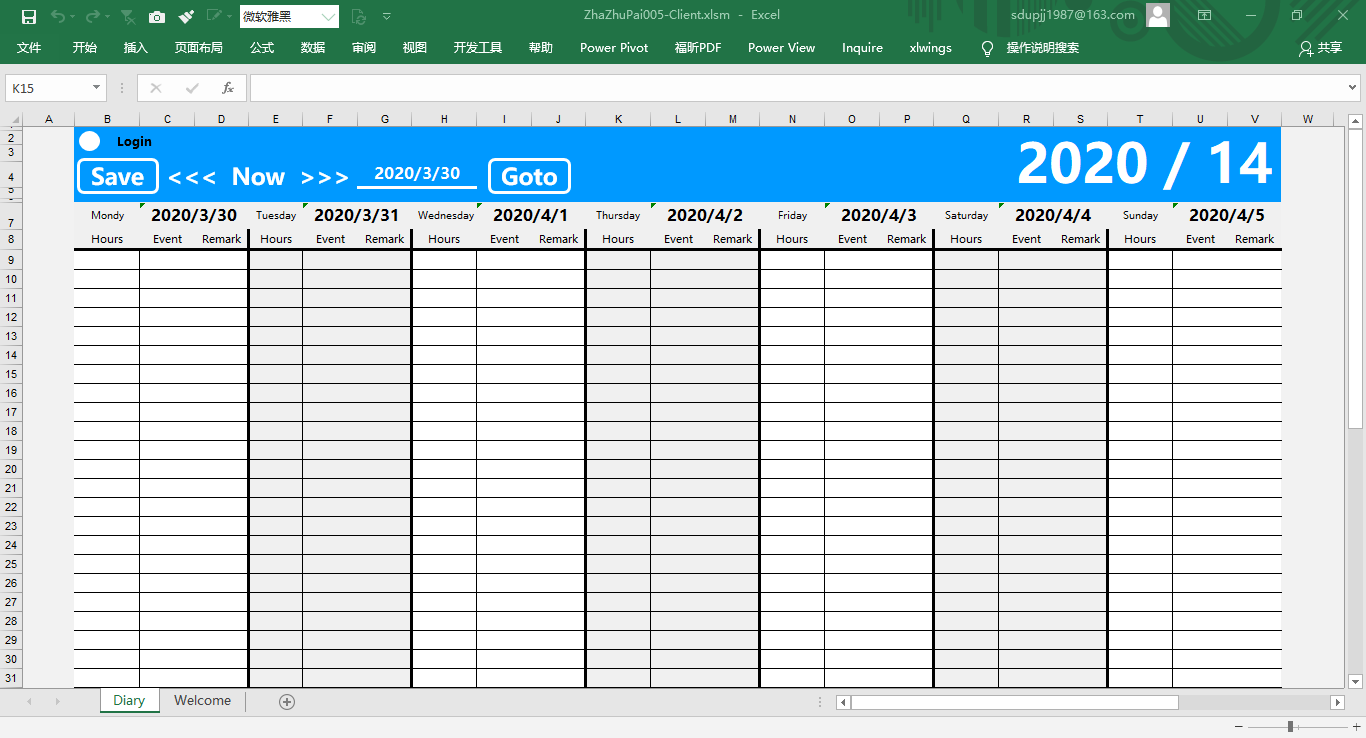 微软雅黑 ZhaZhuPai005-Client.xlsm - Excel sdupjj1987@163.com
文件 开始 插入 页面布局 公式 数据 审阅 视图 开发工具 帮助 Power Pivot 福昕PDF Power View Inquire xlwings 操作说明搜索 共享
K15 fx
A B C D E F G H I J K L M N O P Q R S T U V W
2 Login
3
2020 / 14
4 Save <<< Now >>> 2020/3/30 Goto
5
7 Mondy 2020/3/30 Tuesday 2020/3/31 Wednesday 2020/4/1 Thursday 2020/4/2 Friday 2020/4/3 Saturday 2020/4/4 Sunday 2020/4/5
8 Hours Event Remark Hours Event Remark Hours Event Remark Hours Event Remark Hours Event Remark Hours Event Remark Hours Event Remark
9
10
11
12
13
14
15
16
17
18
19
20
21
22
23
24
25
26
27
28
29
30
31
Diary Welcome